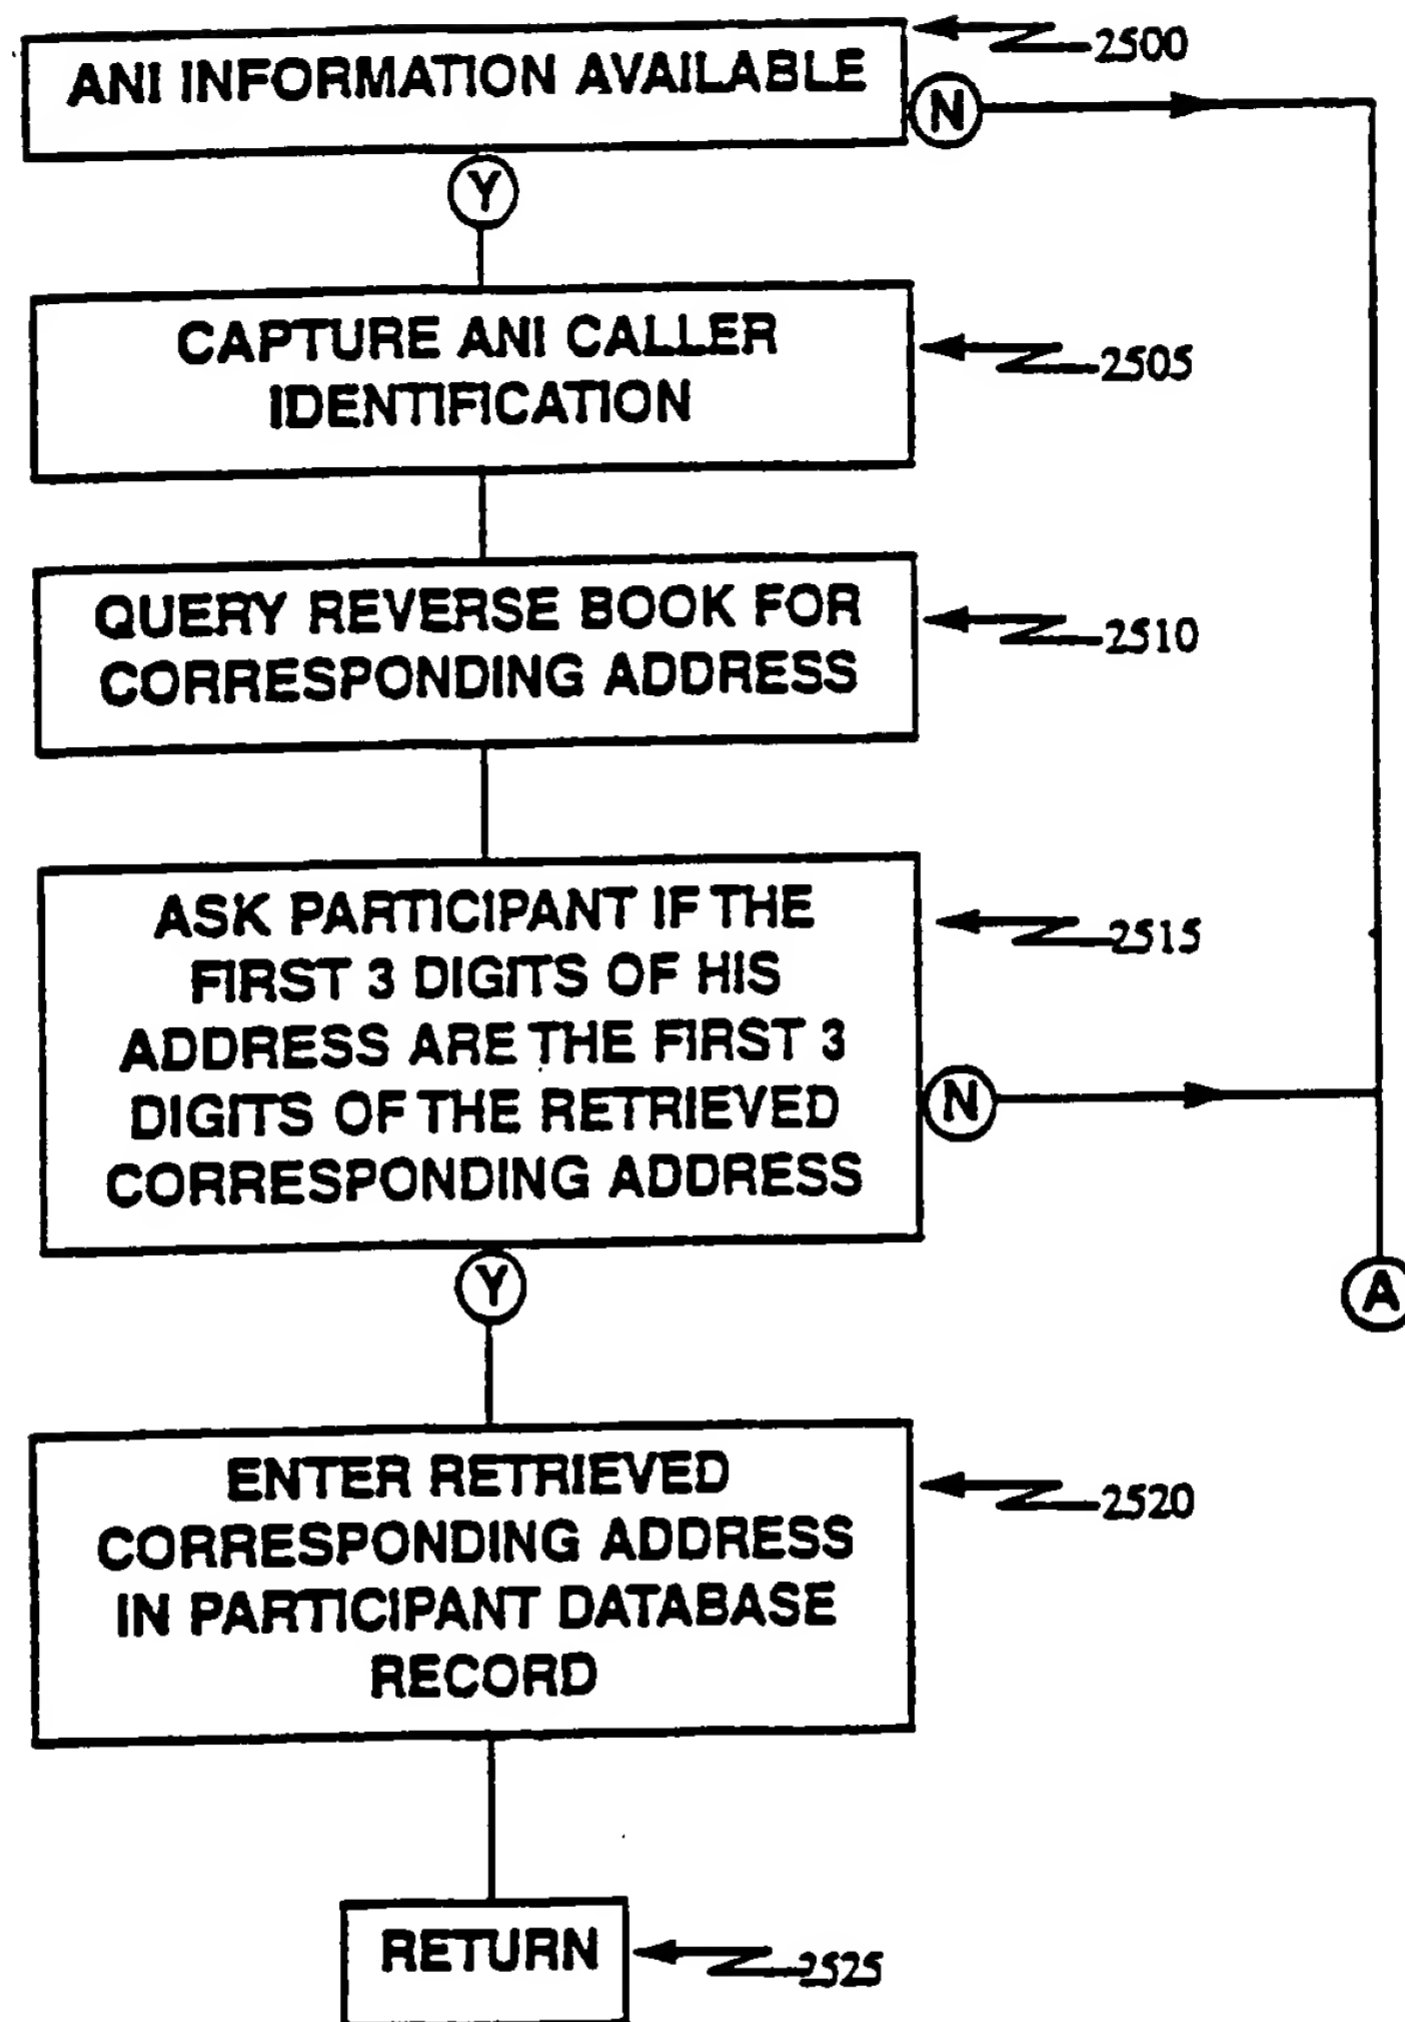 ANI INFORMATION AVAILABLE
2500
N
Y
CAPTURE ANI CALLER
IDENTIFICATION
2505
QUERY REVERSE BOOK FOR
CORRESPONDING ADDRESS
2510
ASK PARTICIPANT IF THE
FIRST 3 DIGITS OF HIS
ADDRESS ARE THE FIRST 3
DIGITS OF THE RETRIEVED
CORRESPONDING ADDRESS
2515
N
Y
A
ENTER RETRIEVED
CORRESPONDING ADDRESS
IN PARTICIPANT DATABASE
RECORD
2520
RETURN
2525